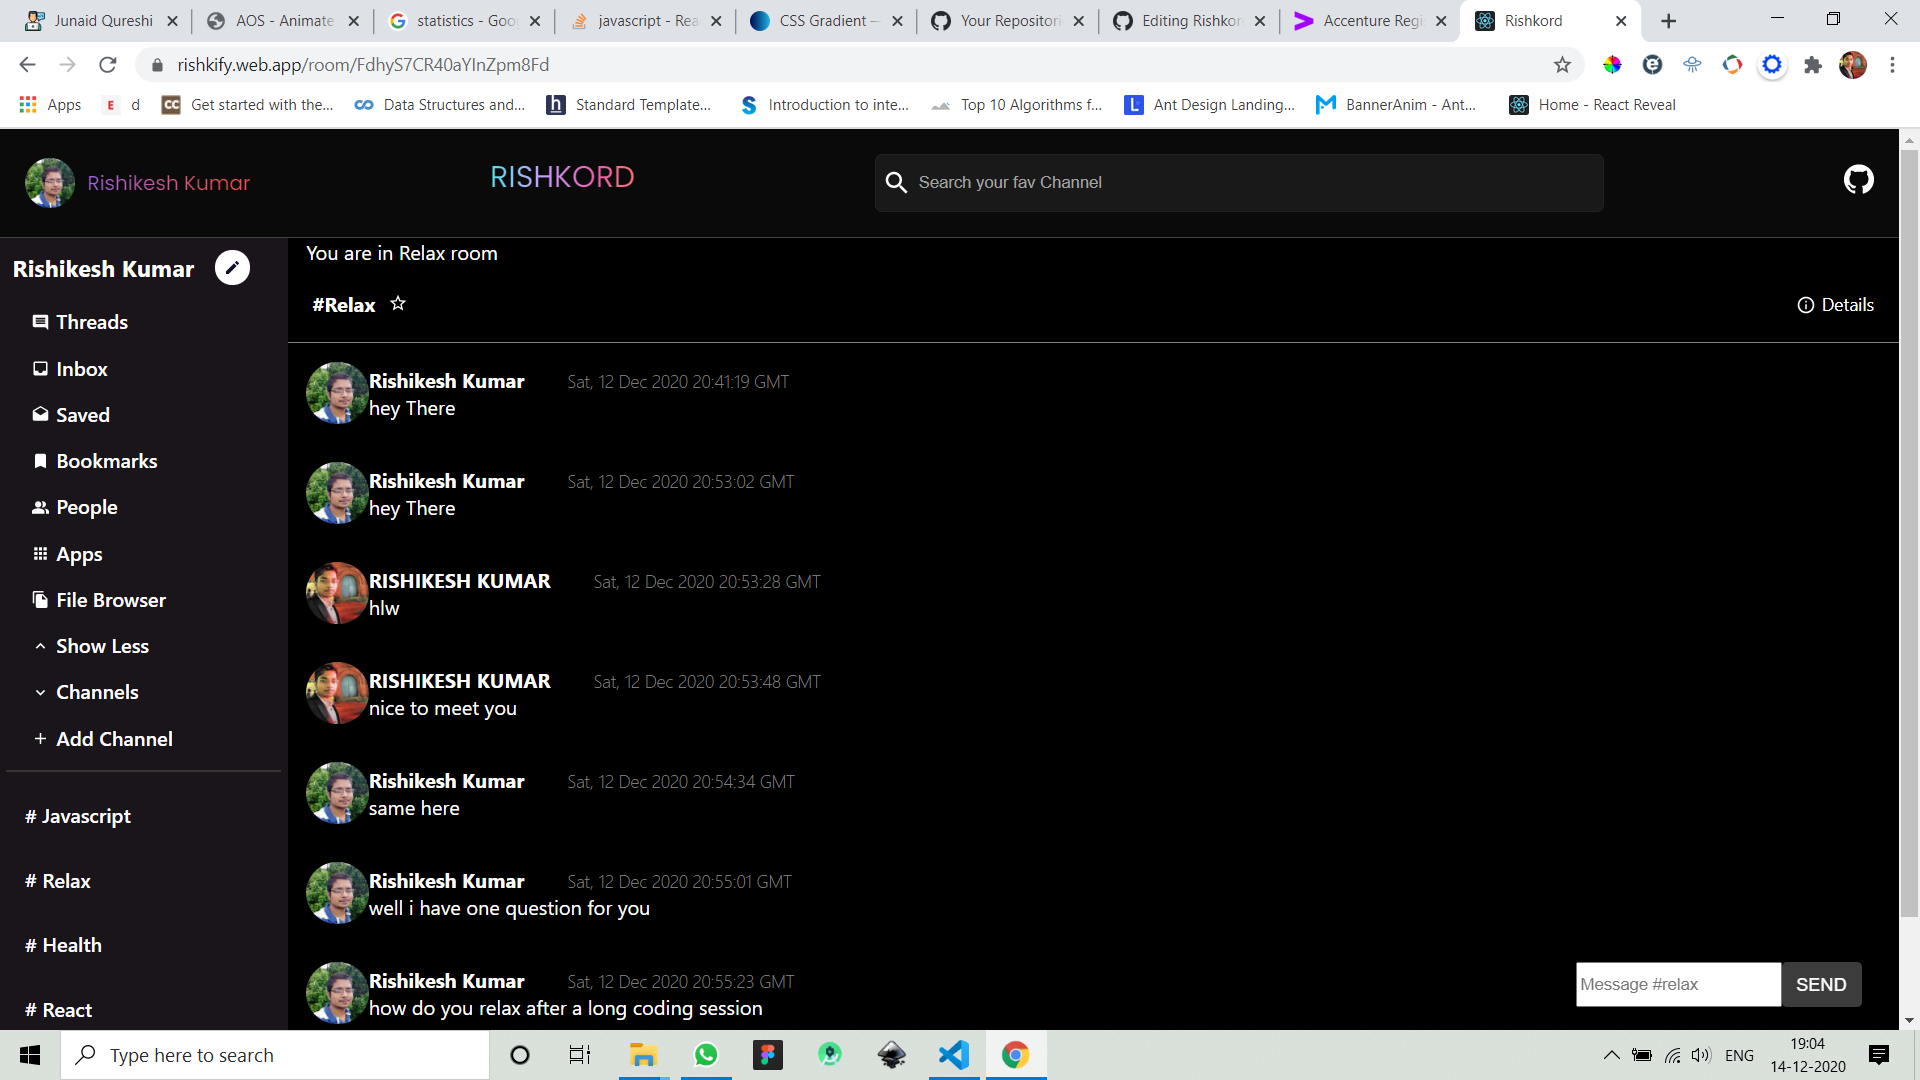 Junaid Qureshi
AOS - Animate
statistics - Goo
javascript - Rea
CSS Gradient —
Your Repositori
Editing Rishkor
Accenture Regi
Rishkord
rishkify.web.app/room/FdhyS7CR40aYInZpm8Fd
Apps
E d
CC Get started with the...
Data Structures and...
h Standard Template...
S Introduction to inte...
Top 10 Algorithms f...
L Ant Design Landing...
BannerAnim - Ant...
Home - React Reveal
Rishikesh Kumar
RISHKORD
Search your fav Channel
Rishikesh Kumar
Threads
Inbox
Saved
Bookmarks
People
Apps
File Browser
Show Less
Channels
+ Add Channel
# Javascript
# Relax
# Health
# React
You are in Relax room
#Relax
Details
Rishikesh Kumar Sat, 12 Dec 2020 20:41:19 GMT
hey There
Rishikesh Kumar Sat, 12 Dec 2020 20:53:02 GMT
hey There
RISHIKESH KUMAR Sat, 12 Dec 2020 20:53:28 GMT
hlw
RISHIKESH KUMAR Sat, 12 Dec 2020 20:53:48 GMT
nice to meet you
Rishikesh Kumar Sat, 12 Dec 2020 20:54:34 GMT
same here
Rishikesh Kumar Sat, 12 Dec 2020 20:55:01 GMT
well i have one question for you
Rishikesh Kumar Sat, 12 Dec 2020 20:55:23 GMT
how do you relax after a long coding session
Message #relax
SEND
Type here to search
ENG
19:04
14-12-2020